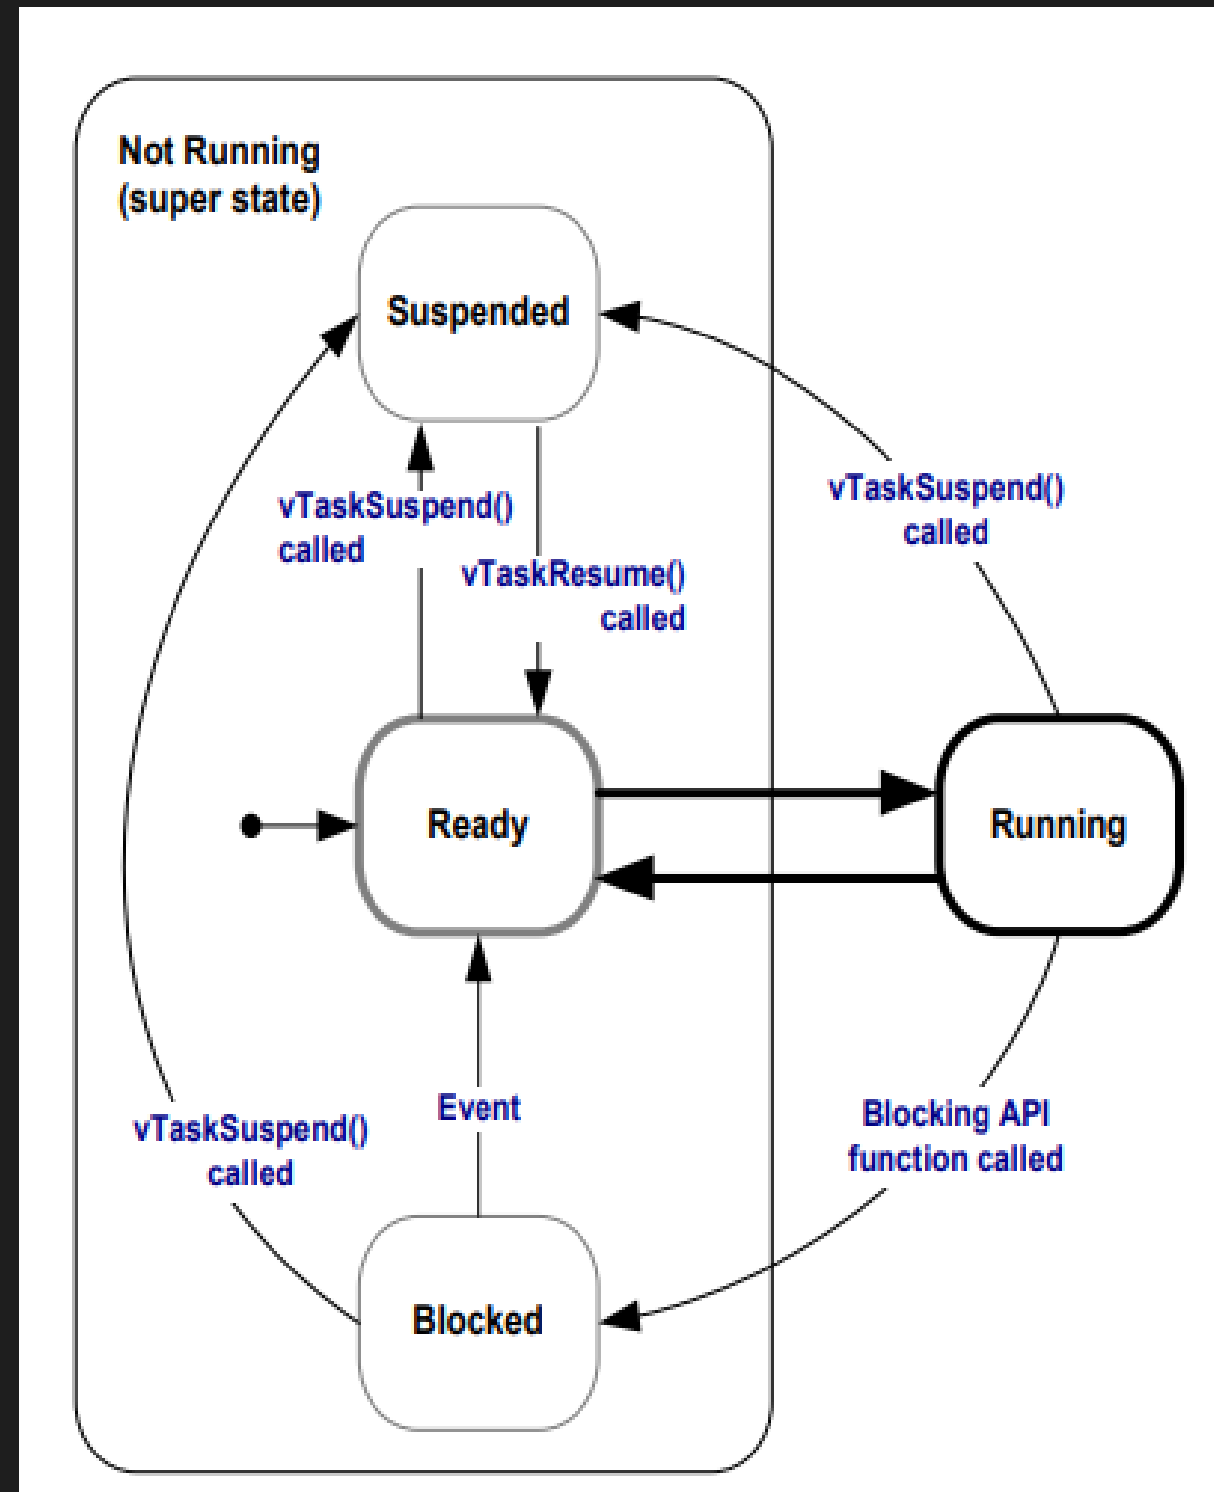 Not Running
(super state)
Suspended
vTaskSuspend()
called
vTaskSuspend()
called
vTaskResume()
called
Ready
Running
Event
Blocking API
function called
vTaskSuspend()
called
Blocked